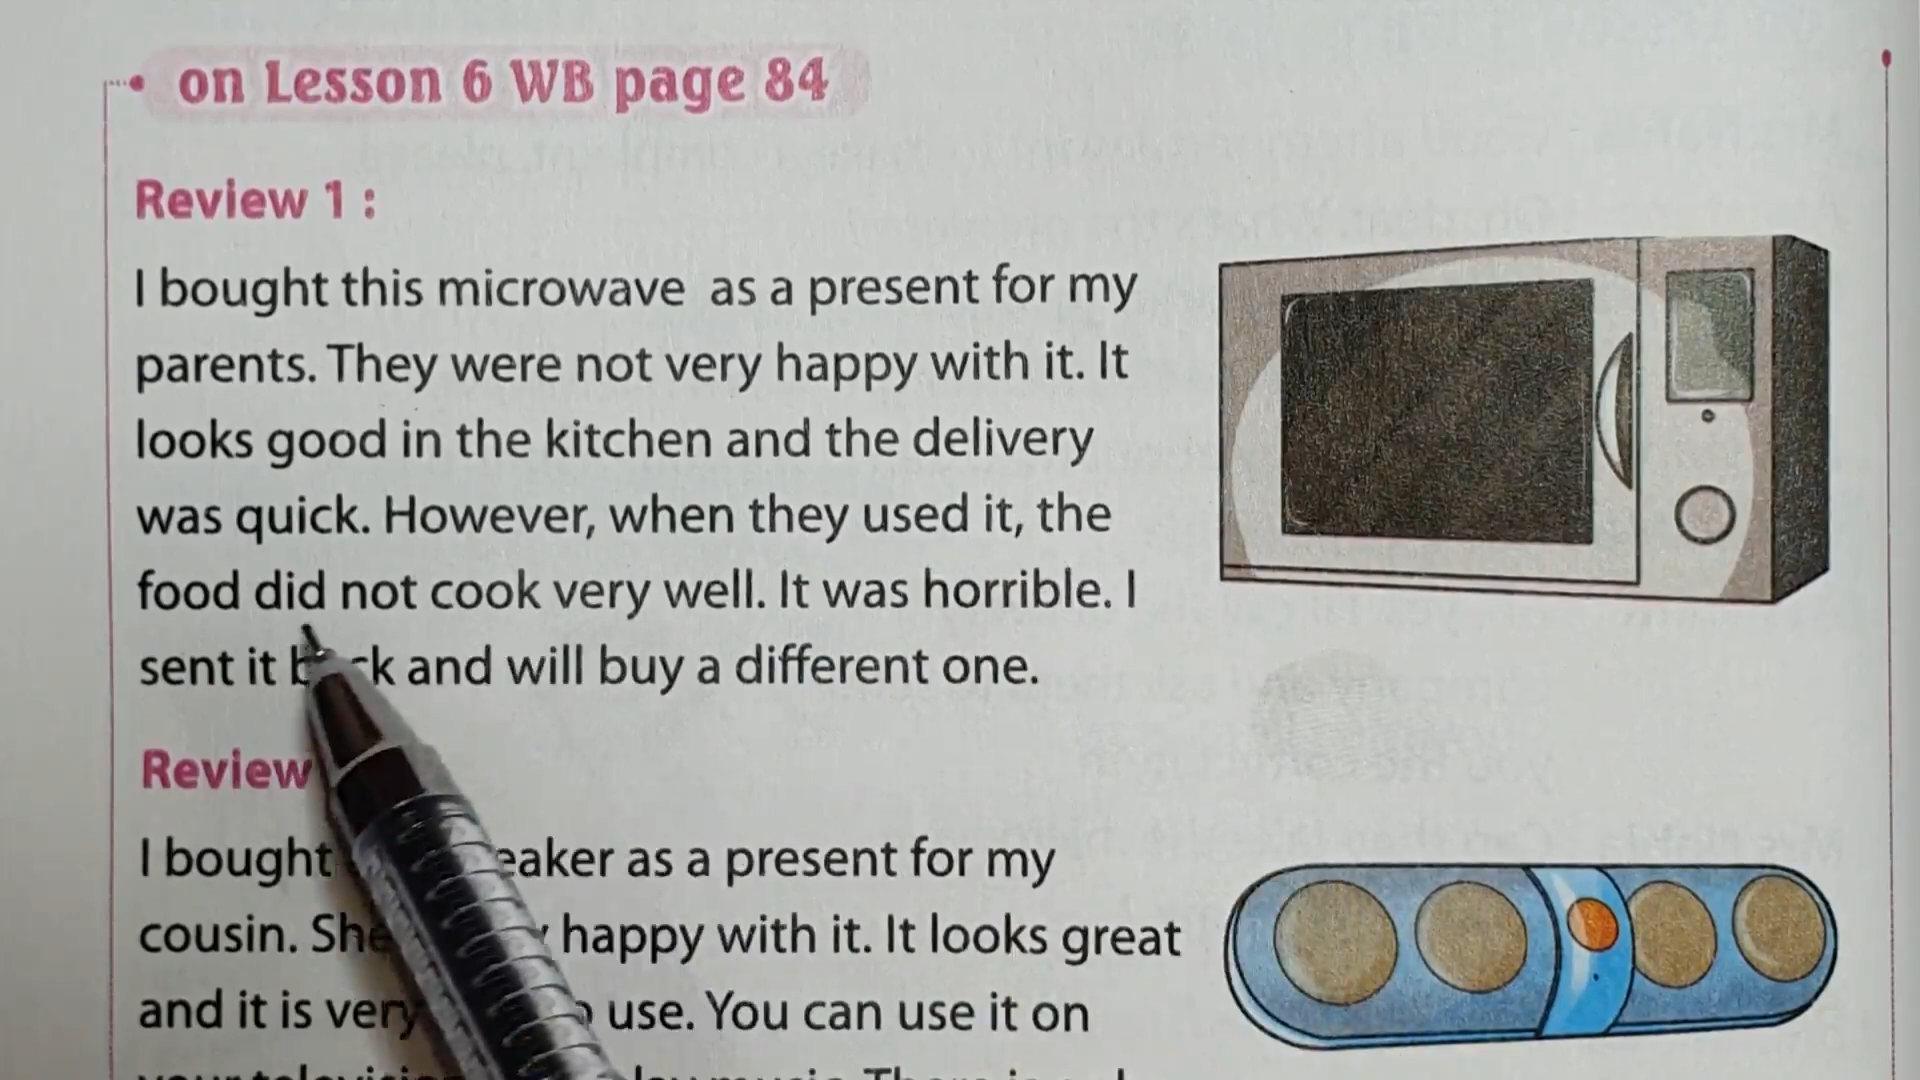 on Lesson 6 WB page 84
Review 1 :
I bought this microwave as a present for my
parents. They were not very happy with it. It
looks good in the kitchen and the delivery
was quick. However, when they used it, the
food did not cook very well. It was horrible. I
sent it and will buy a different one.
Review
I bought as a present for my
cousin. happy with it. It looks great
and it is very use. You can use it on